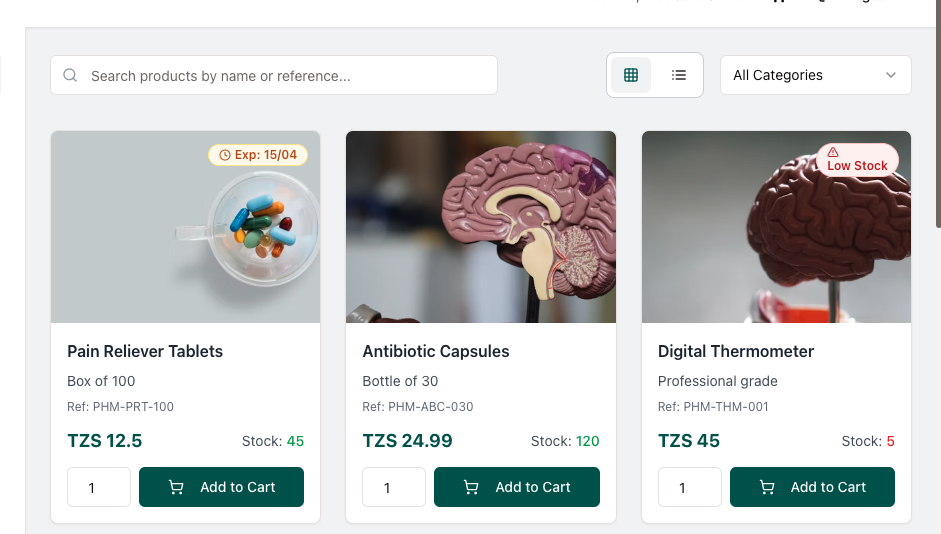 Search products by name or reference...
All Categories
Exp: 15/04
Low Stock
Pain Reliever Tablets
Box of 100
Ref: PHM-PRT-100
TZS 12.5
Stock: 45
1
Add to Cart
Antibiotic Capsules
Bottle of 30
Ref: PHM-ABC-030
TZS 24.99
Stock: 120
1
Add to Cart
Digital Thermometer
Professional grade
Ref: PHM-THM-001
TZS 45
Stock: 5
1
Add to Cart